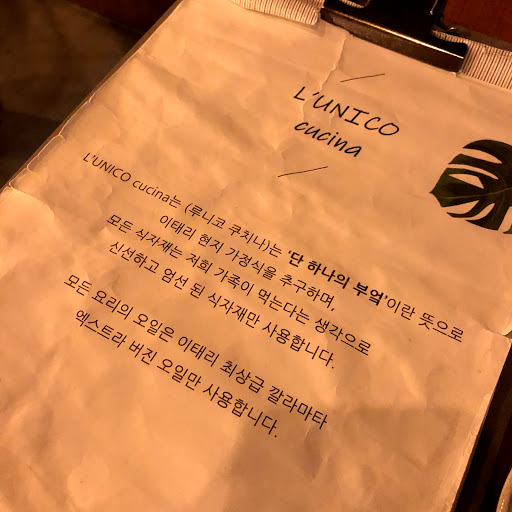 L'UNICO
cucina
L'UNICO cucina는 (루니코 쿠치나)는 '단 하나의 부엌'이란 뜻으로
이태리 현지 가정식을 추구하며,
모든 식자재는 저희 가족이 먹는다는 생각으로
신선하고 엄선 된 식자재만 사용합니다.
모든 요리의 오일은 이태리 최상급 깔라마타
엑스트라 버진 오일만 사용합니다.